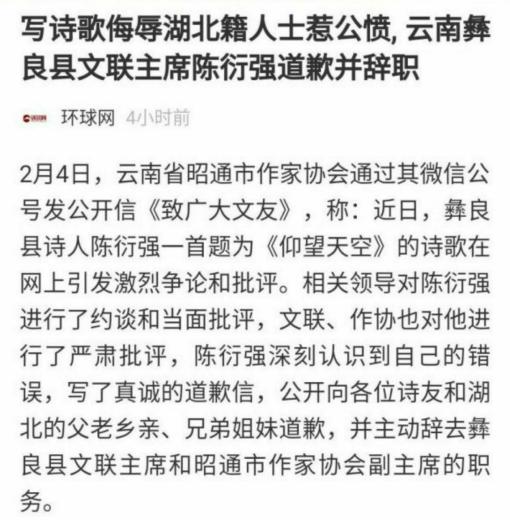 写诗歌侮辱湖北籍人士惹公愤, 云南彝
良县文联主席陈衍强道歉并辞职
环球网 4小时前
2月4日，云南省昭通市作家协会通过其微信公
号发公开信《致广大文友》，称：近日，彝良
县诗人陈衍强一首题为《仰望天空》的诗歌在
网上引发激烈争论和批评。相关领导对陈衍强
进行了约谈和当面批评，文联、作协也对他进
行了严肃批评，陈衍强深刻认识到自己的错
误，写了真诚的道歉信，公开向各位诗友和湖
北的父老乡亲、兄弟姐妹道歉，并主动辞去彝
良县文联主席和昭通市作家协会副主席的职
务。